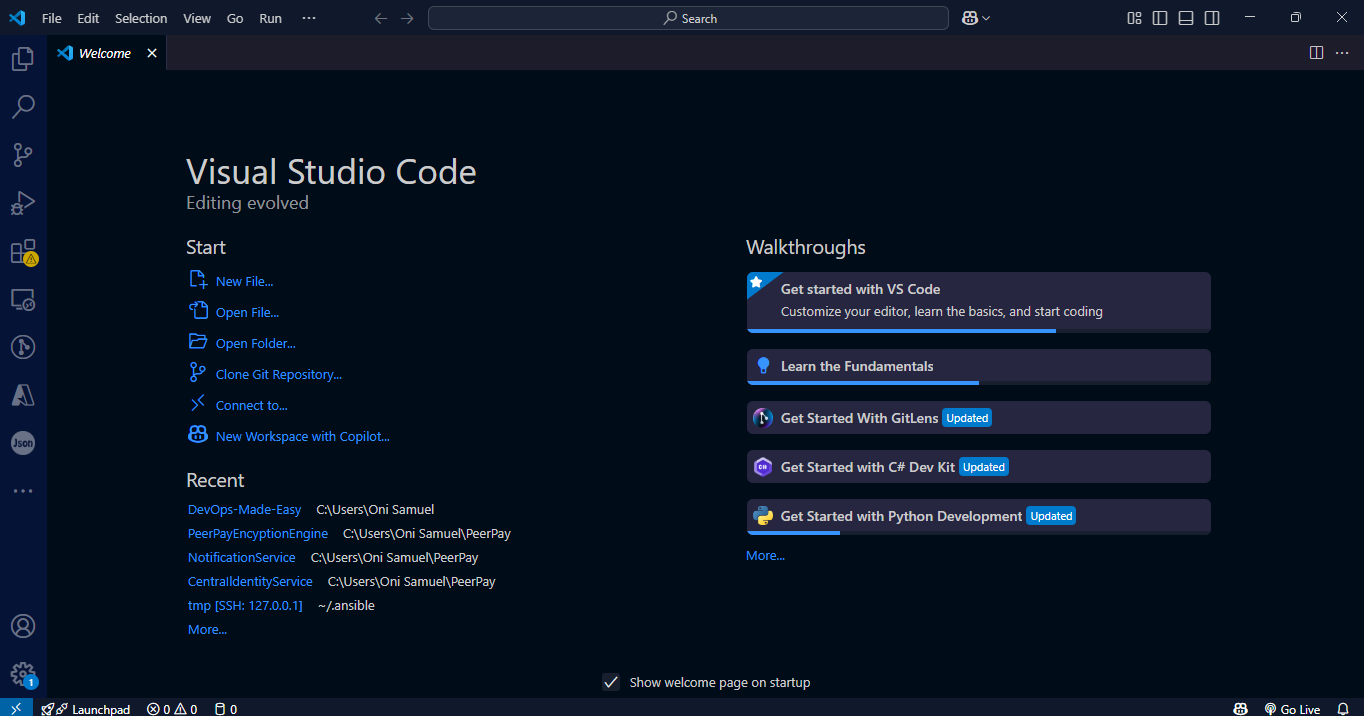 File Edit Selection View Go Run ···
Search
Welcome
Visual Studio Code
Editing evolved
Start
New File...
Open File...
Open Folder...
Clone Git Repository...
Connect to...
New Workspace with Copilot...
Recent
DevOps-Made-Easy C:\Users\Oni Samuel
PeerPayEncyptionEngine C:\Users\Oni Samuel\PeerPay
NotificationService C:\Users\Oni Samuel\PeerPay
CentralIdentityService C:\Users\Oni Samuel\PeerPay
tmp [SSH: 127.0.0.1] ~/.ansible
More...
Walkthroughs
Get started with VS Code
Customize your editor, learn the basics, and start coding
Learn the Fundamentals
Get Started With GitLens Updated
Get Started with C# Dev Kit Updated
Get Started with Python Development Updated
More...
Json
1
Show welcome page on startup
Launchpad 0 0 0 Go Live